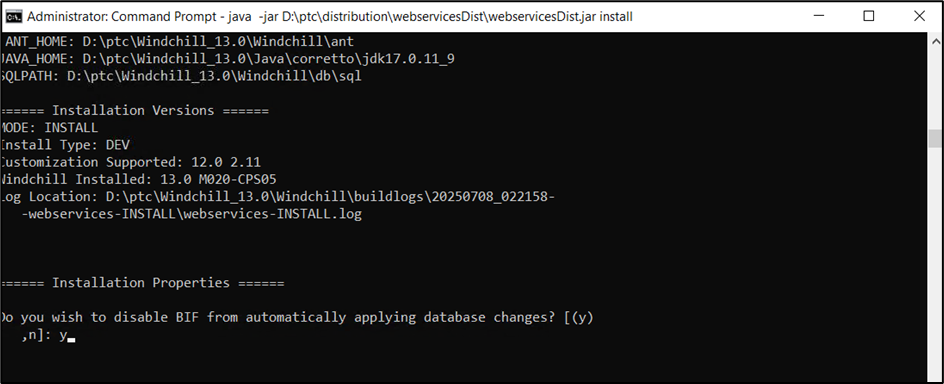 Administrator: Command Prompt - java -jar D:\ptc\distribution\webservicesDist\webservicesDist.jar install
ANT_HOME: D:\ptc\Windchill_13.0\Windchill\ant
JAVA_HOME: D:\ptc\Windchill_13.0\Java\corretto\jdk17.0.11_9
SQLPATH: D:\ptc\Windchill_13.0\Windchill\db\sql
====== Installation Versions ======
MODE: INSTALL
Install Type: DEV
Customization Supported: 12.0 2.11
Windchill Installed: 13.0 M020-CPS05
Log Location: D:\ptc\Windchill_13.0\Windchill\buildlogs\20250708_022158-
-webservices-INSTALL\webservices-INSTALL.log
====== Installation Properties ======
Do you wish to disable BIF from automatically applying database changes? [(y)
,n]: y